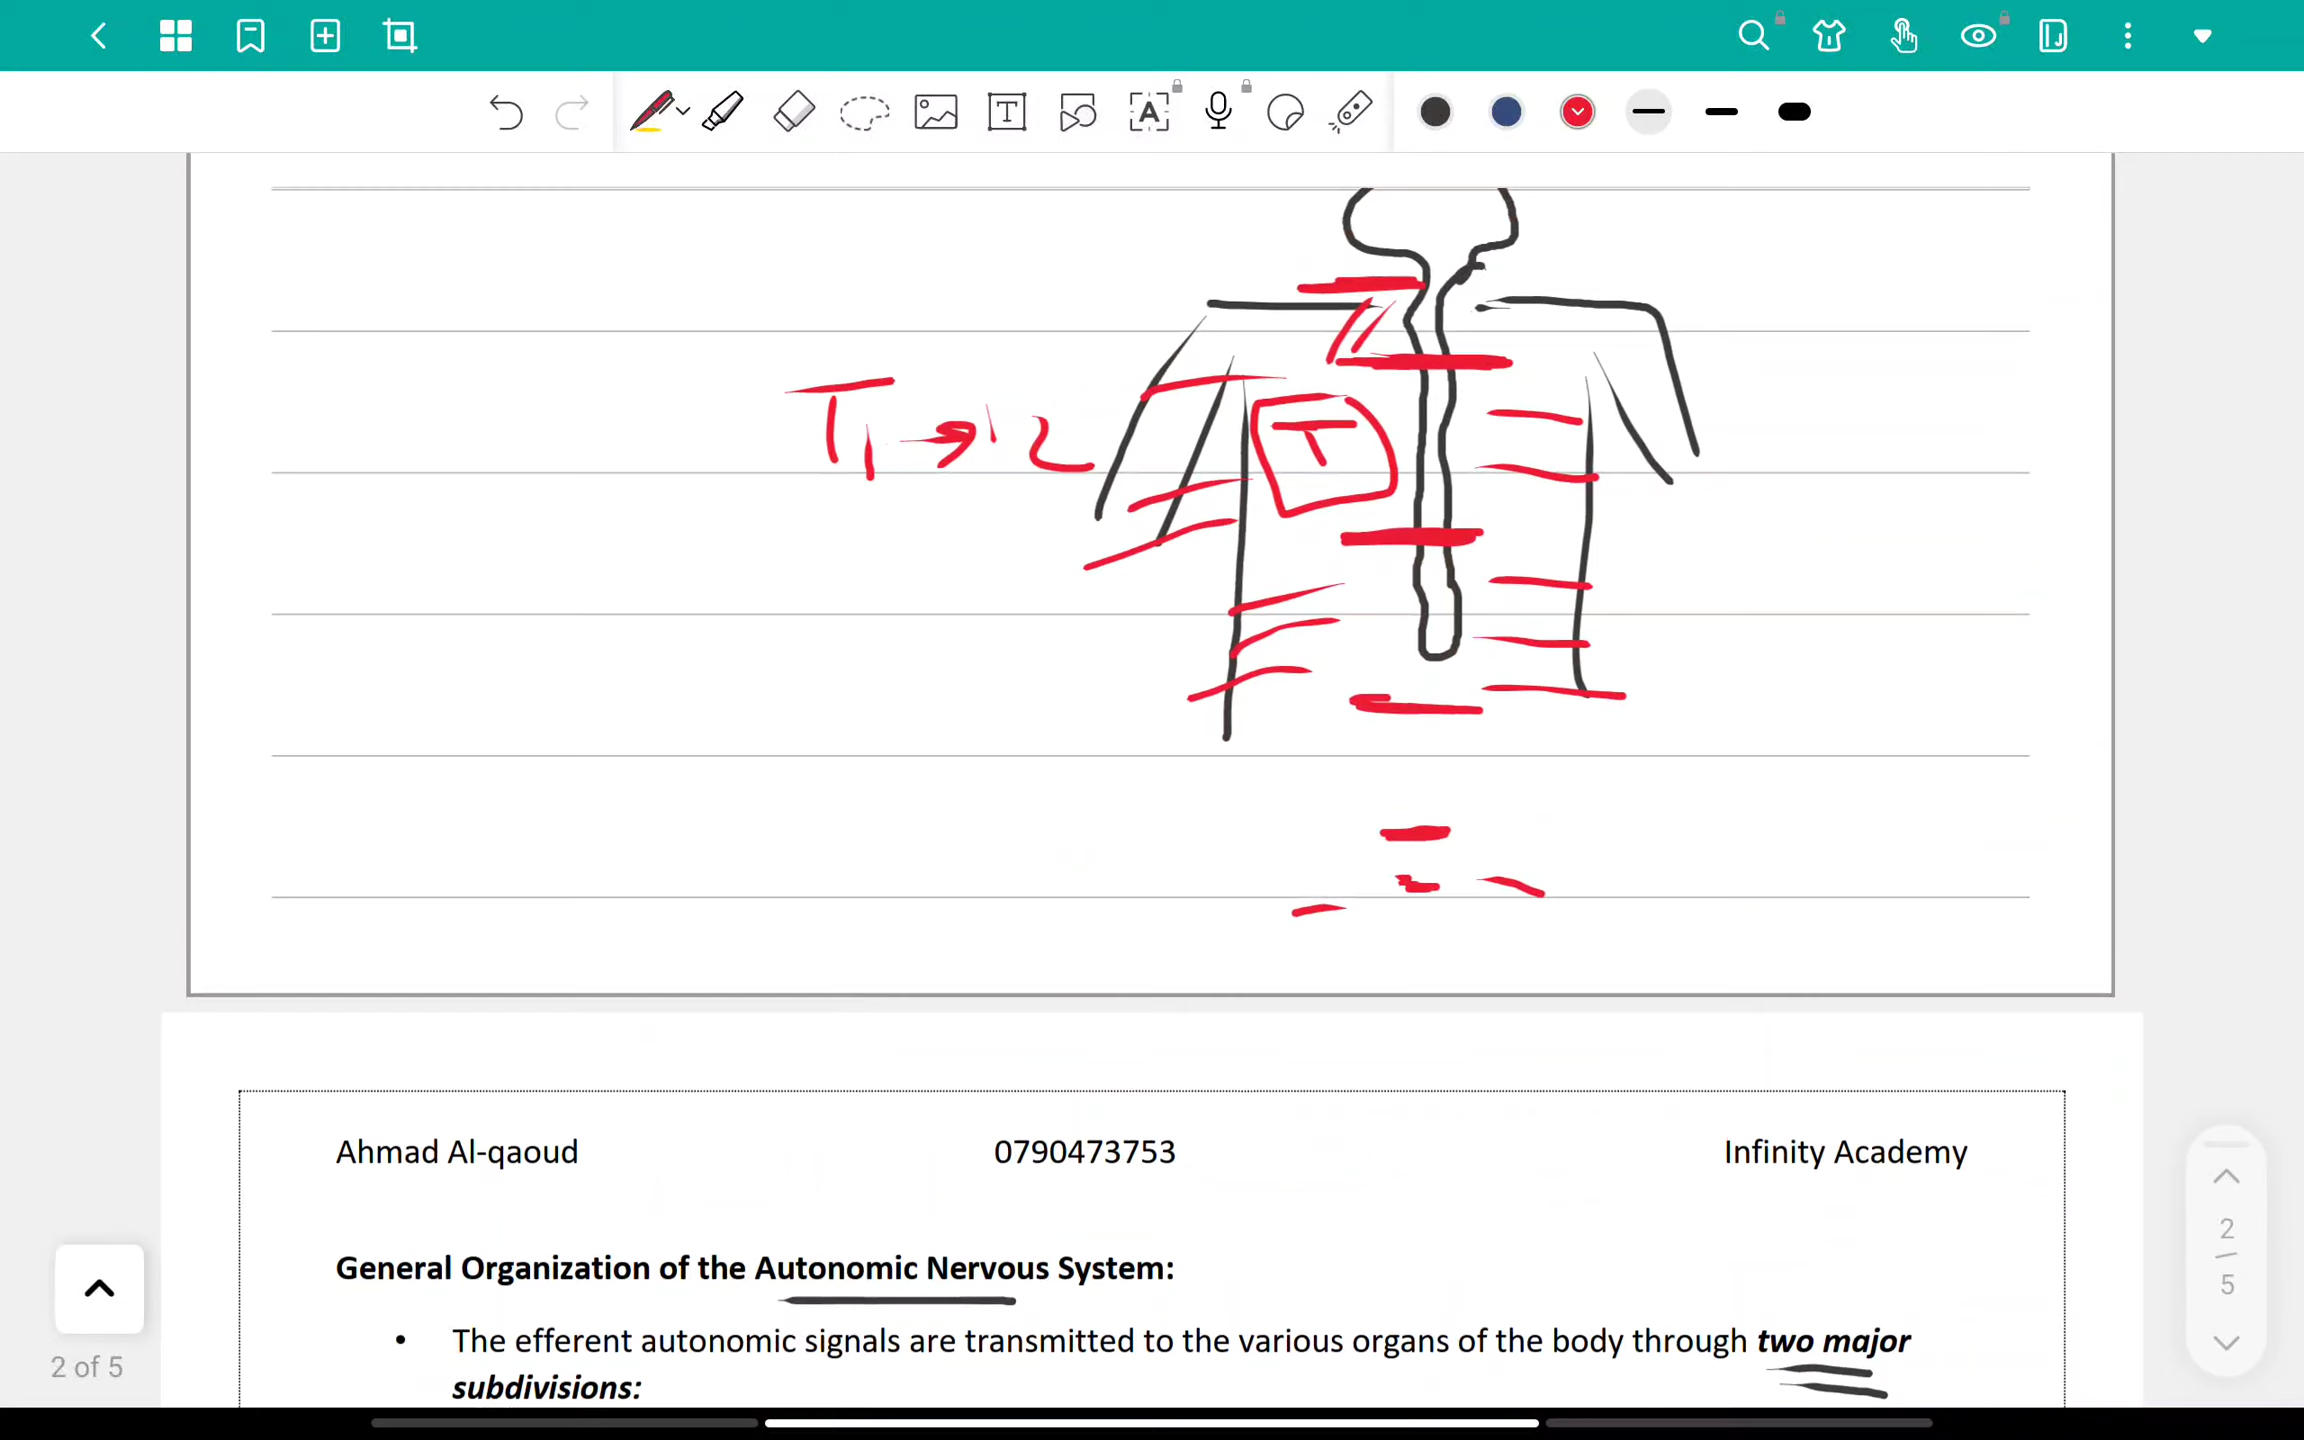 T1 → 12
T
Ahmad Al-qaoud 0790473753 Infinity Academy
General Organization of the Autonomic Nervous System:
• The efferent autonomic signals are transmitted to the various organs of the body through two major
subdivisions:
2
5
2 of 5